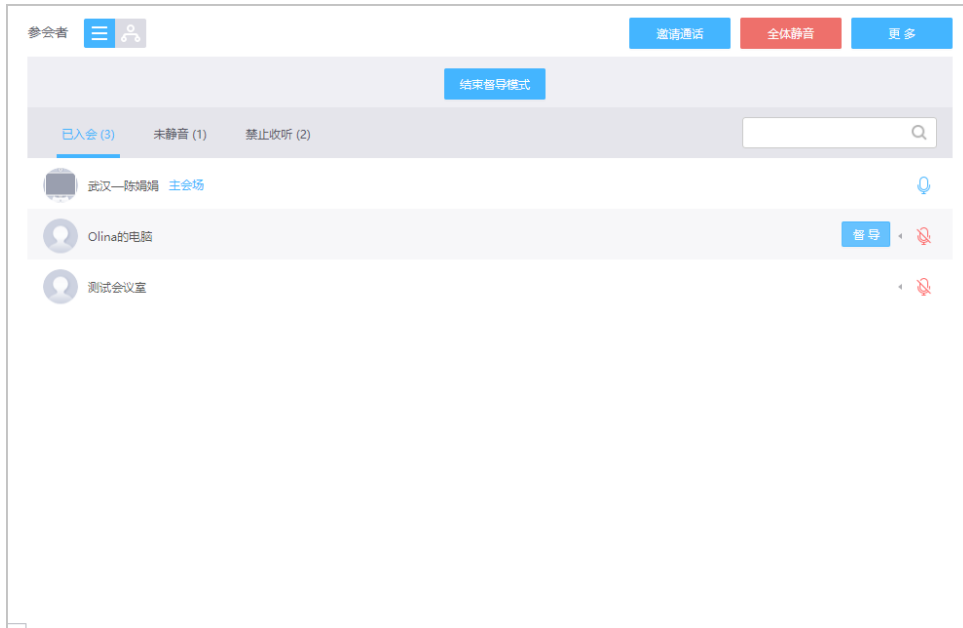 参会者 邀请通话 全体静音 更多
结束督导模式
已入会 (3) 未静音 (1) 禁止收听 (2)
武汉—陈娟娟 主会场
Olina的电脑 督导
测试会议室